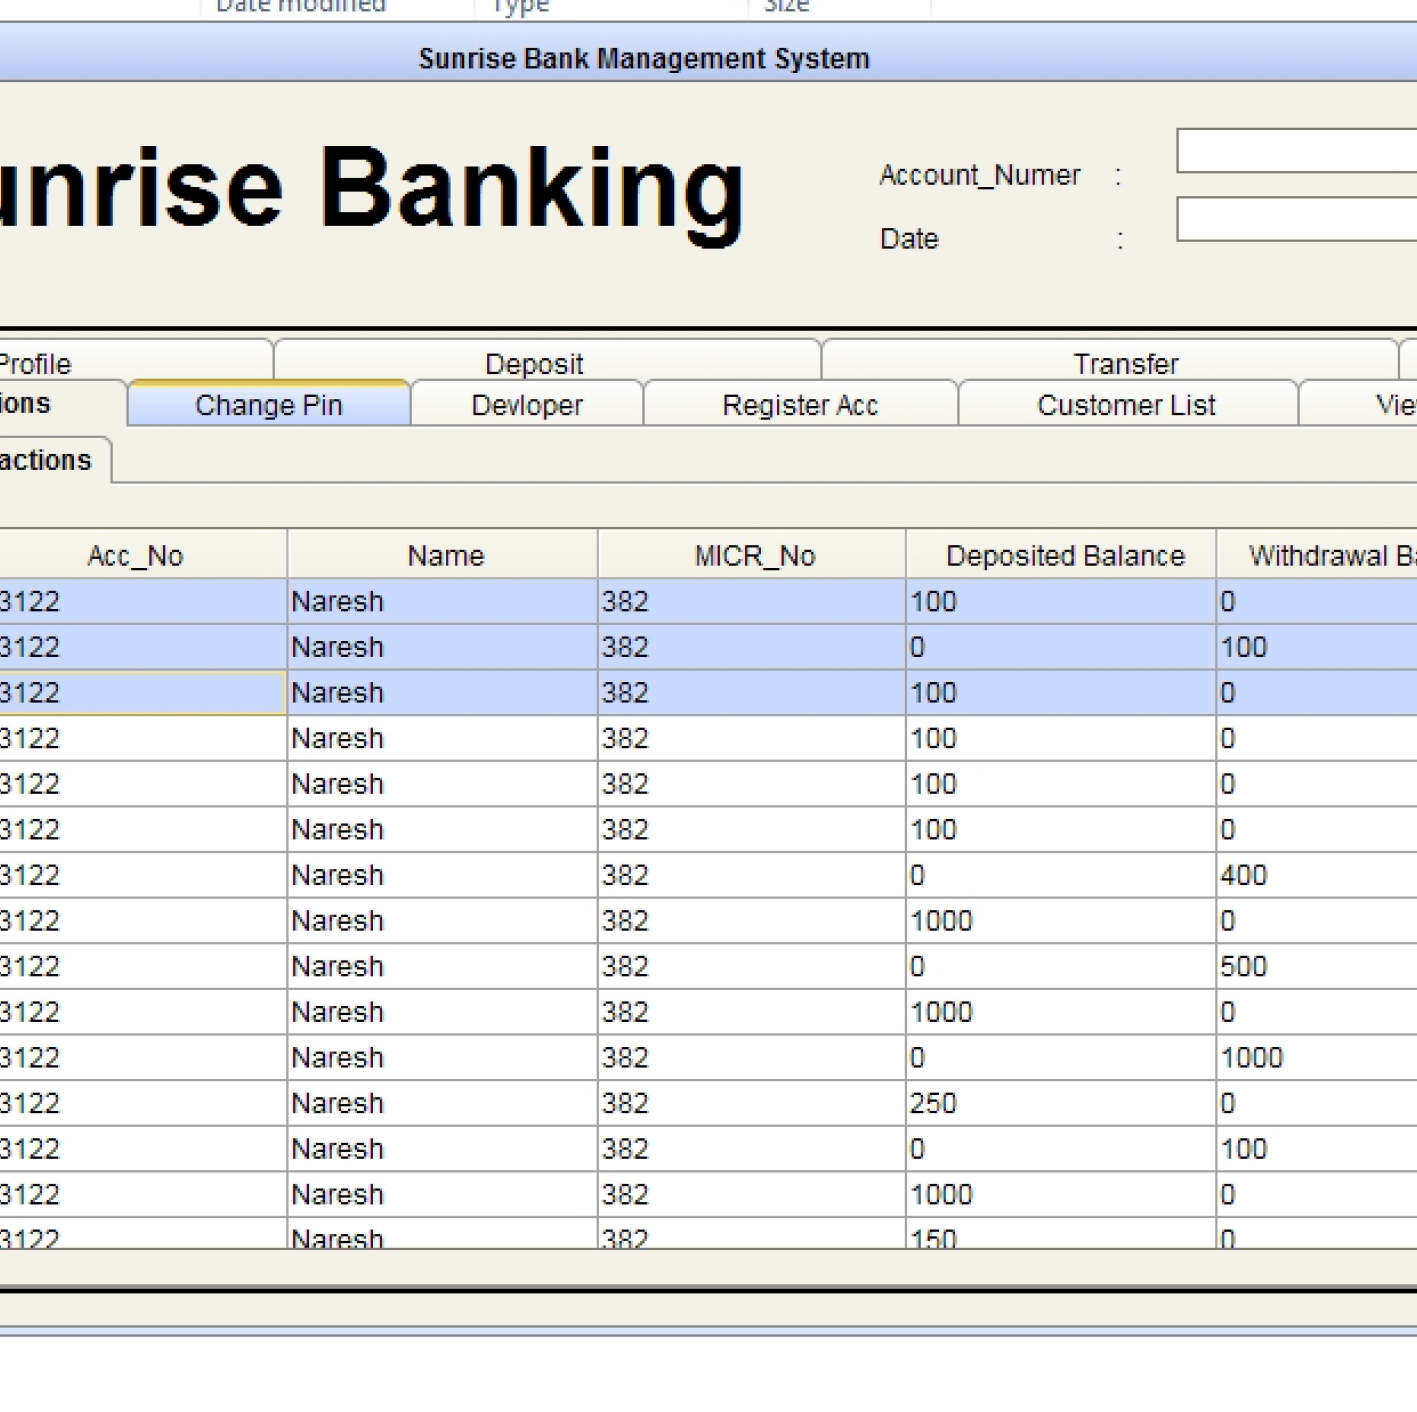 Date modified Type Size
Sunrise Bank Management System
unrise Banking
Account_Numer :
Date :
Profile Deposit Transfer
ions Change Pin Devloper Register Acc Customer List Vie
actions
Acc_No Name MICR_No Deposited Balance Withdrawal Ba
3122 Naresh 382 100 0
3122 Naresh 382 0 100
3122 Naresh 382 100 0
3122 Naresh 382 100 0
3122 Naresh 382 100 0
3122 Naresh 382 100 0
3122 Naresh 382 0 400
3122 Naresh 382 1000 0
3122 Naresh 382 0 500
3122 Naresh 382 1000 0
3122 Naresh 382 0 1000
3122 Naresh 382 250 0
3122 Naresh 382 0 100
3122 Naresh 382 1000 0
3122 Naresh 382 150 0